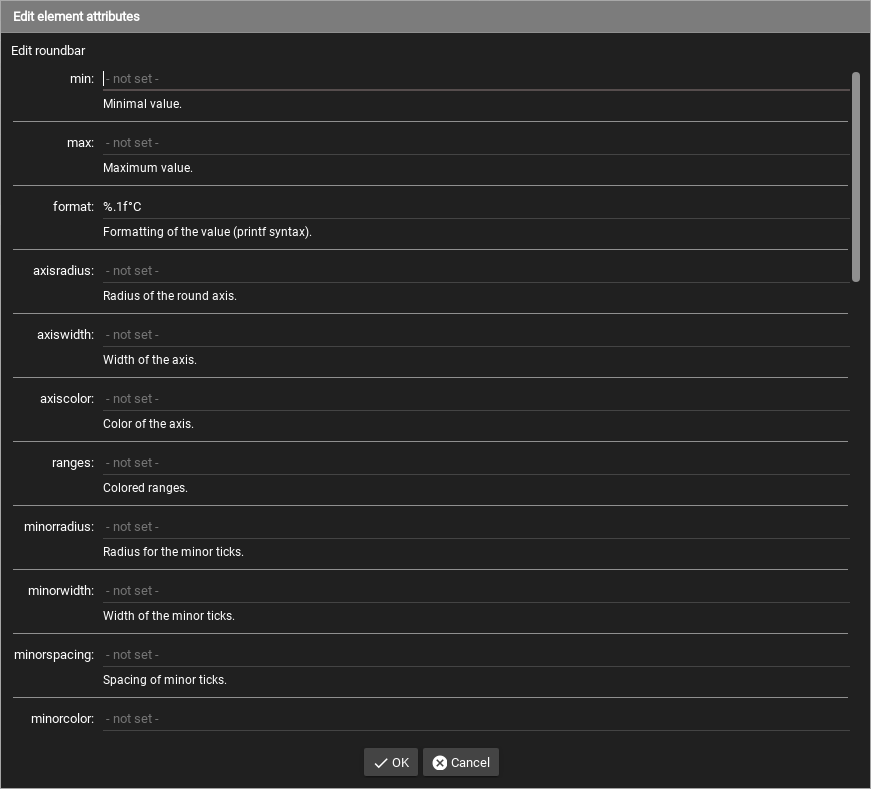 Edit element attributes
Edit roundbar
min: - not set -
Minimal value.
max: - not set -
Maximum value.
format: %.1f°C
Formatting of the value (printf syntax).
axisradius: - not set -
Radius of the round axis.
axiswidth: - not set -
Width of the axis.
axiscolor: - not set -
Color of the axis.
ranges: - not set -
Colored ranges.
minorradius: - not set -
Radius for the minor ticks.
minorwidth: - not set -
Width of the minor ticks.
minorspacing: - not set -
Spacing of minor ticks.
minorcolor: - not set -
OK Cancel